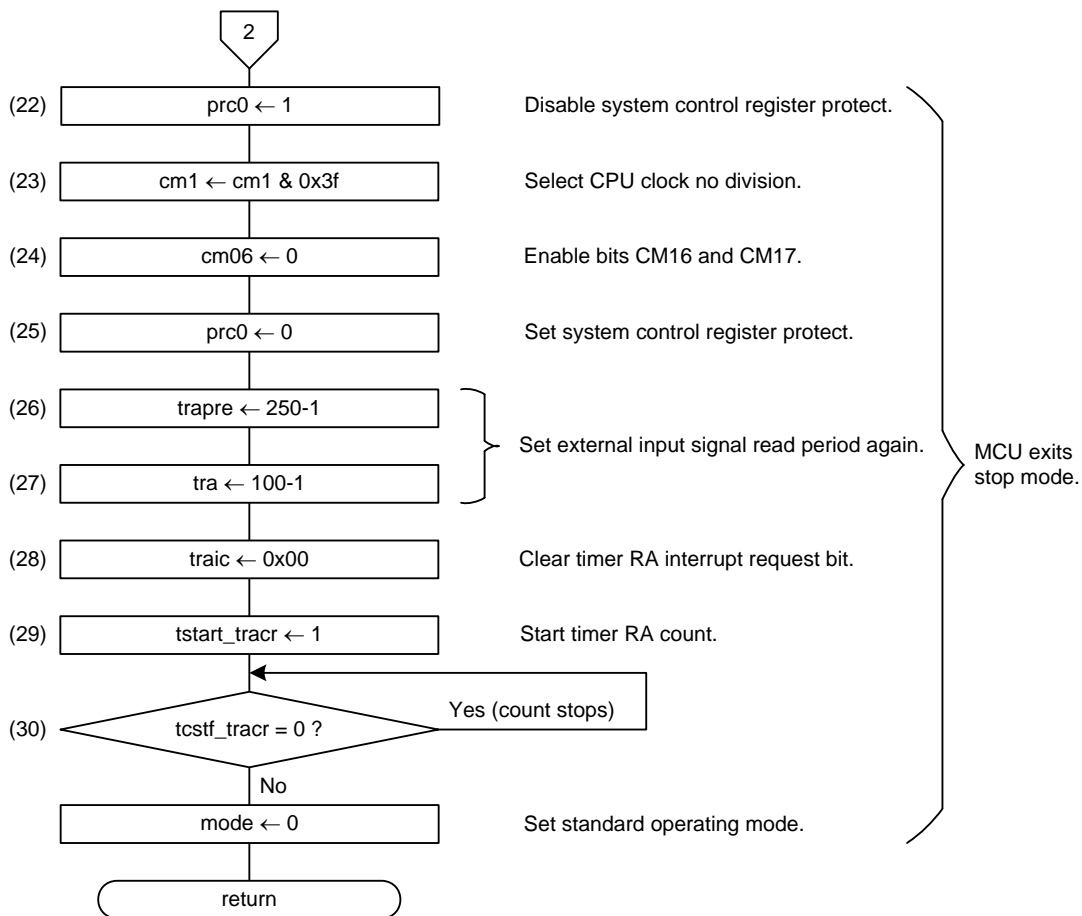 2
(22) prc0 ← 1 Disable system control register protect.
(23) cm1 ← cm1 & 0x3f Select CPU clock no division.
(24) cm06 ← 0 Enable bits CM16 and CM17.
(25) prc0 ← 0 Set system control register protect.
(26) trapre ← 250-1
Set external input signal read period again.
MCU exits
stop mode.
(27) tra ← 100-1
(28) traic ← 0x00 Clear timer RA interrupt request bit.
(29) tstart_tracr ← 1 Start timer RA count.
Yes (count stops)
(30) tcstf_tracr = 0 ?
No
mode ← 0 Set standard operating mode.
return